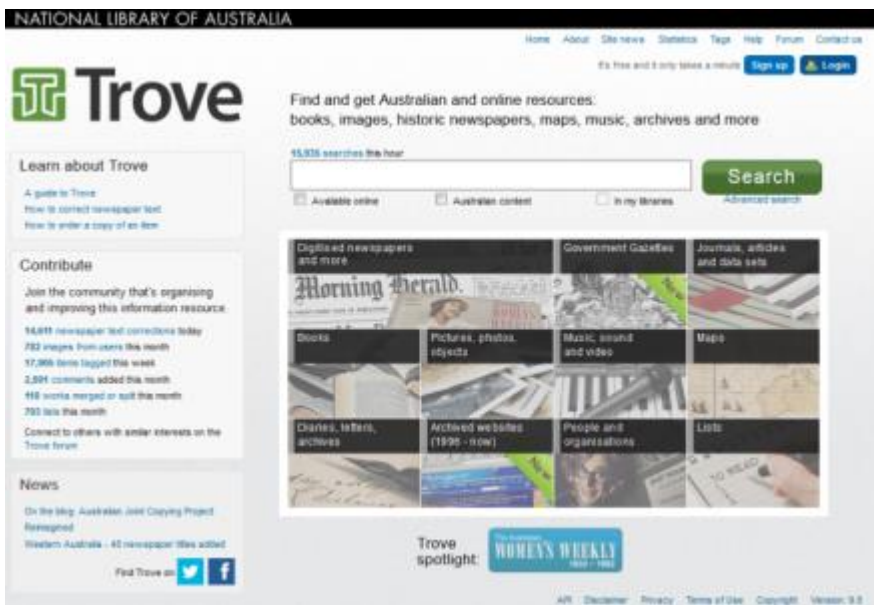 NATIONAL LIBRARY OF AUSTRALIA
Home About Site news Statistics Tags Help Forum Contact us
It's free and it only takes a minute Sign up Login
Trove
Find and get Australian and online resources:
books, images, historic newspapers, maps, music, archives and more
searches this hour
Search
Available online Australian content In my libraries Advanced search
Learn about Trove
A guide to Trove
How to correct newspaper text
How to order a copy of an item
Contribute
Join the community that's organising
and improving this information resource
newspaper text corrections today
images from users this month
items tagged this week
comments added this month
works merged or split this month
lists this month
Connect to others with similar interests on the
Trove forum
News
On the blog: Australian Joint Copying Project
Reimagined
Western Australia - 40 newspaper titles added
Find Trove on
Digitised newspapers
and more
Government Gazettes
Journals, articles
and data sets
Morning Herald.
New
Books
Pictures, photos,
objects
Music, sound
and video
Maps
Diaries, letters,
archives
Archived websites
(1996 - now)
People and
organisations
Lists
New
TO READ
Trove
spotlight:
The Australian
WOMEN'S WEEKLY
API Disclaimer Privacy Terms of Use Copyright Version